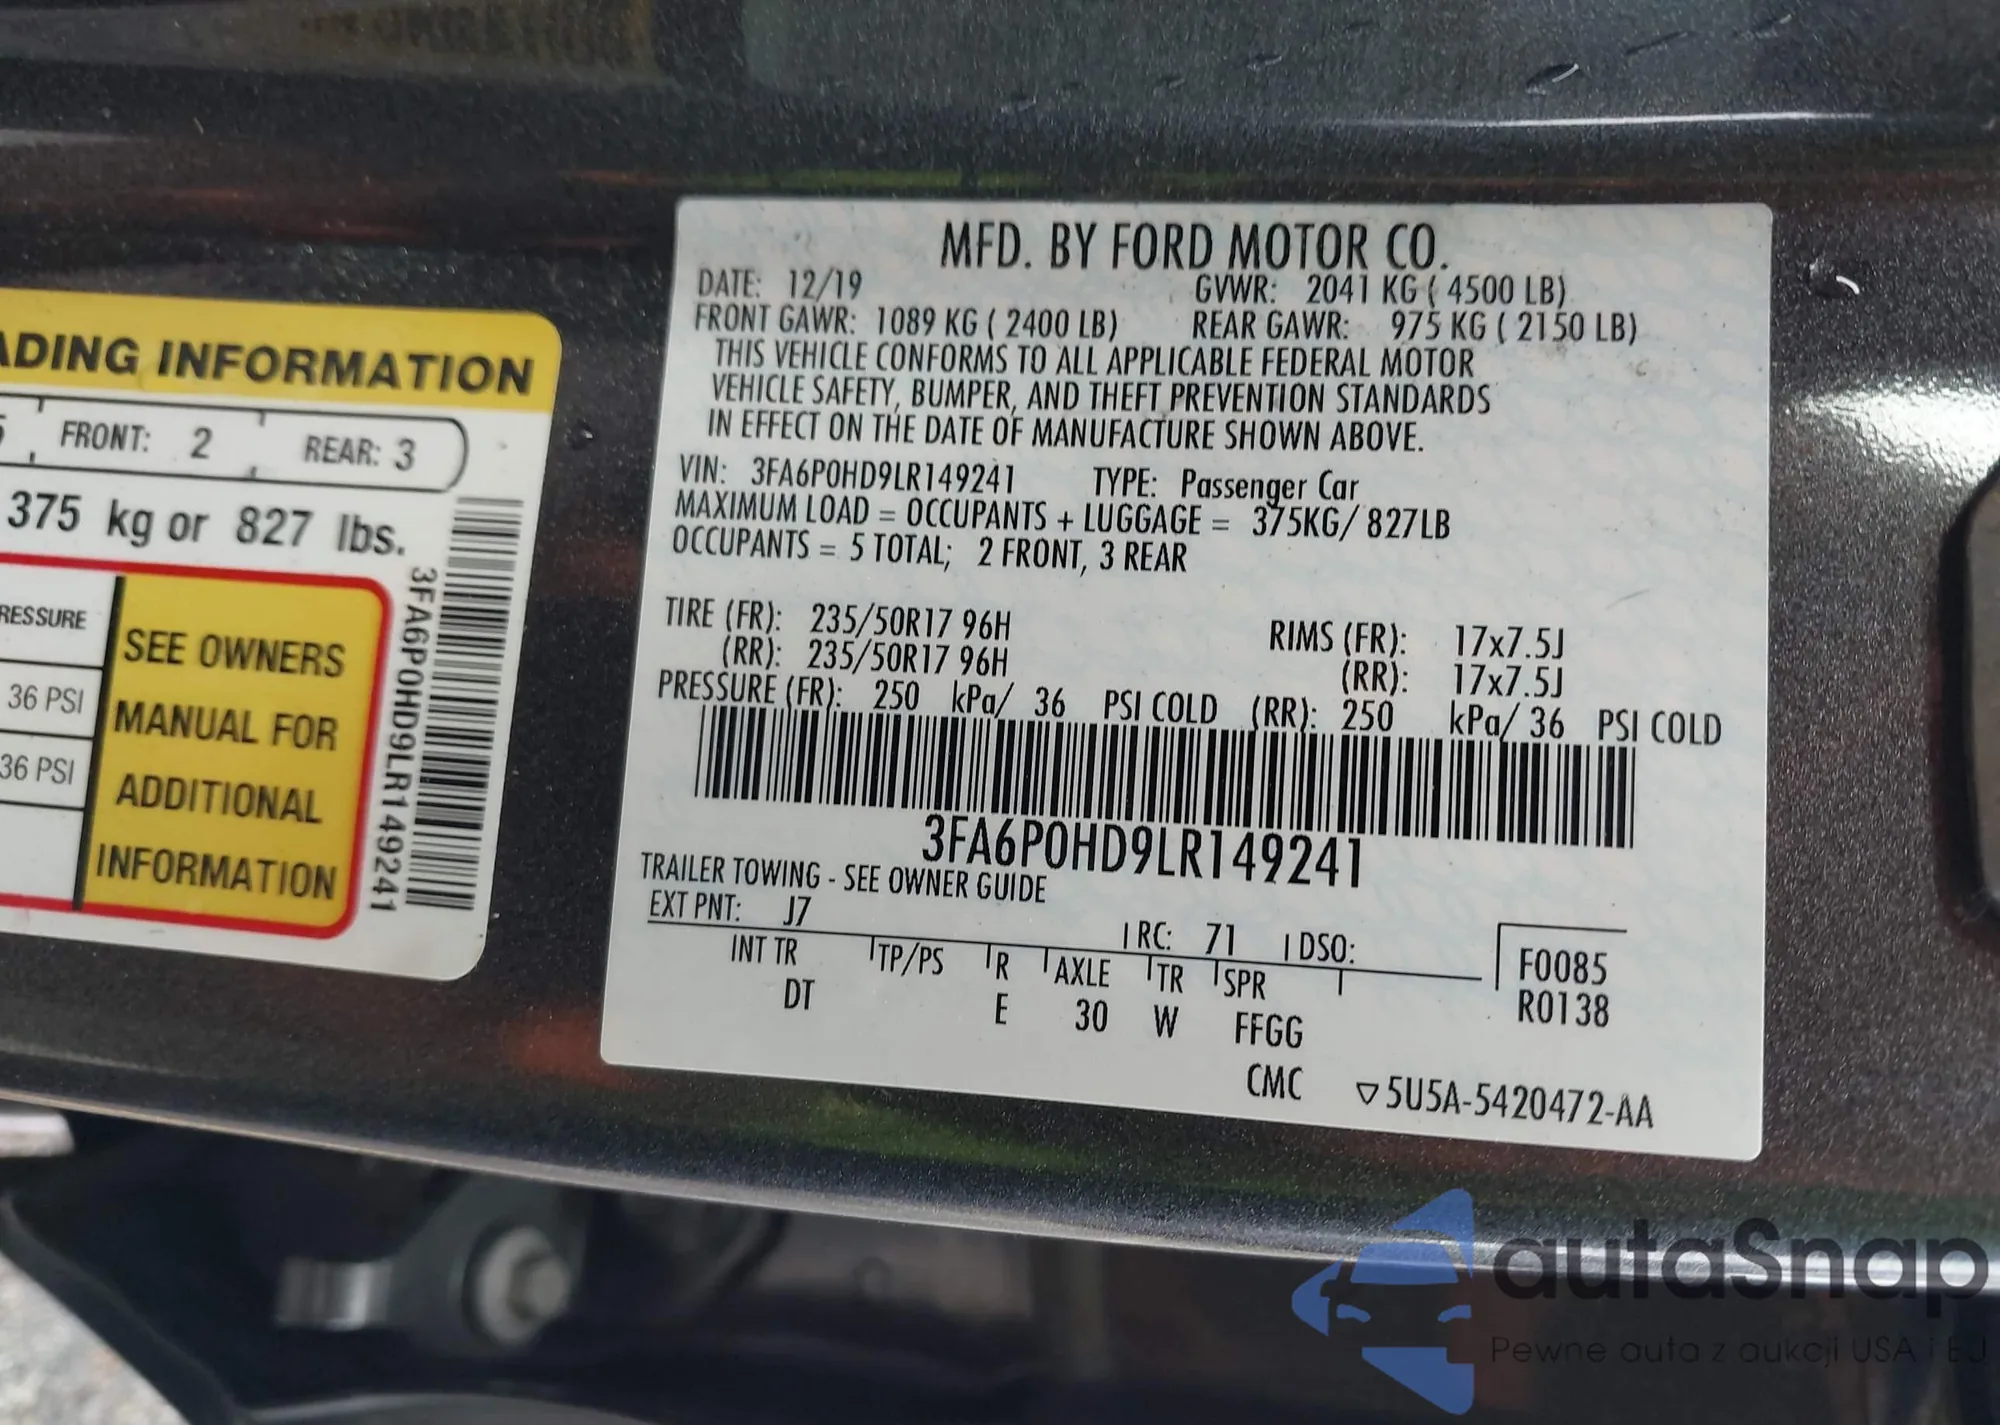 ADING INFORMATION
FRONT: 2 REAR: 3
375 kg or 827 lbs.
RESSURE
36 PSI
36 PSI
SEE OWNERS
MANUAL FOR
ADDITIONAL
INFORMATION
3FA6P0HD9LR149241
MFD. BY FORD MOTOR CO.
DATE: 12/19 GVWR: 2041 KG ( 4500 LB)
FRONT GAWR: 1089 KG ( 2400 LB) REAR GAWR: 975 KG ( 2150 LB)
THIS VEHICLE CONFORMS TO ALL APPLICABLE FEDERAL MOTOR
VEHICLE SAFETY, BUMPER, AND THEFT PREVENTION STANDARDS
IN EFFECT ON THE DATE OF MANUFACTURE SHOWN ABOVE.
VIN: 3FA6P0HD9LR149241 TYPE: Passenger Car
MAXIMUM LOAD = OCCUPANTS + LUGGAGE = 375KG/ 827LB
OCCUPANTS = 5 TOTAL; 2 FRONT, 3 REAR
TIRE (FR): 235/50R17 96H RIMS (FR): 17x7.5J
(RR): 235/50R17 96H (RR): 17x7.5J
PRESSURE (FR): 250 kPa/ 36 PSI COLD (RR): 250 kPa/ 36 PSI COLD
3FA6P0HD9LR149241
TRAILER TOWING - SEE OWNER GUIDE
EXT PNT: J7 RC: 71 DSO:
INT TR TP/PS R AXLE TR SPR F0085
DT E 30 W FFGG R0138
CMC ▽5U5A-5420472-AA
autaSnap
Pewne auta z aukcji USA i EU